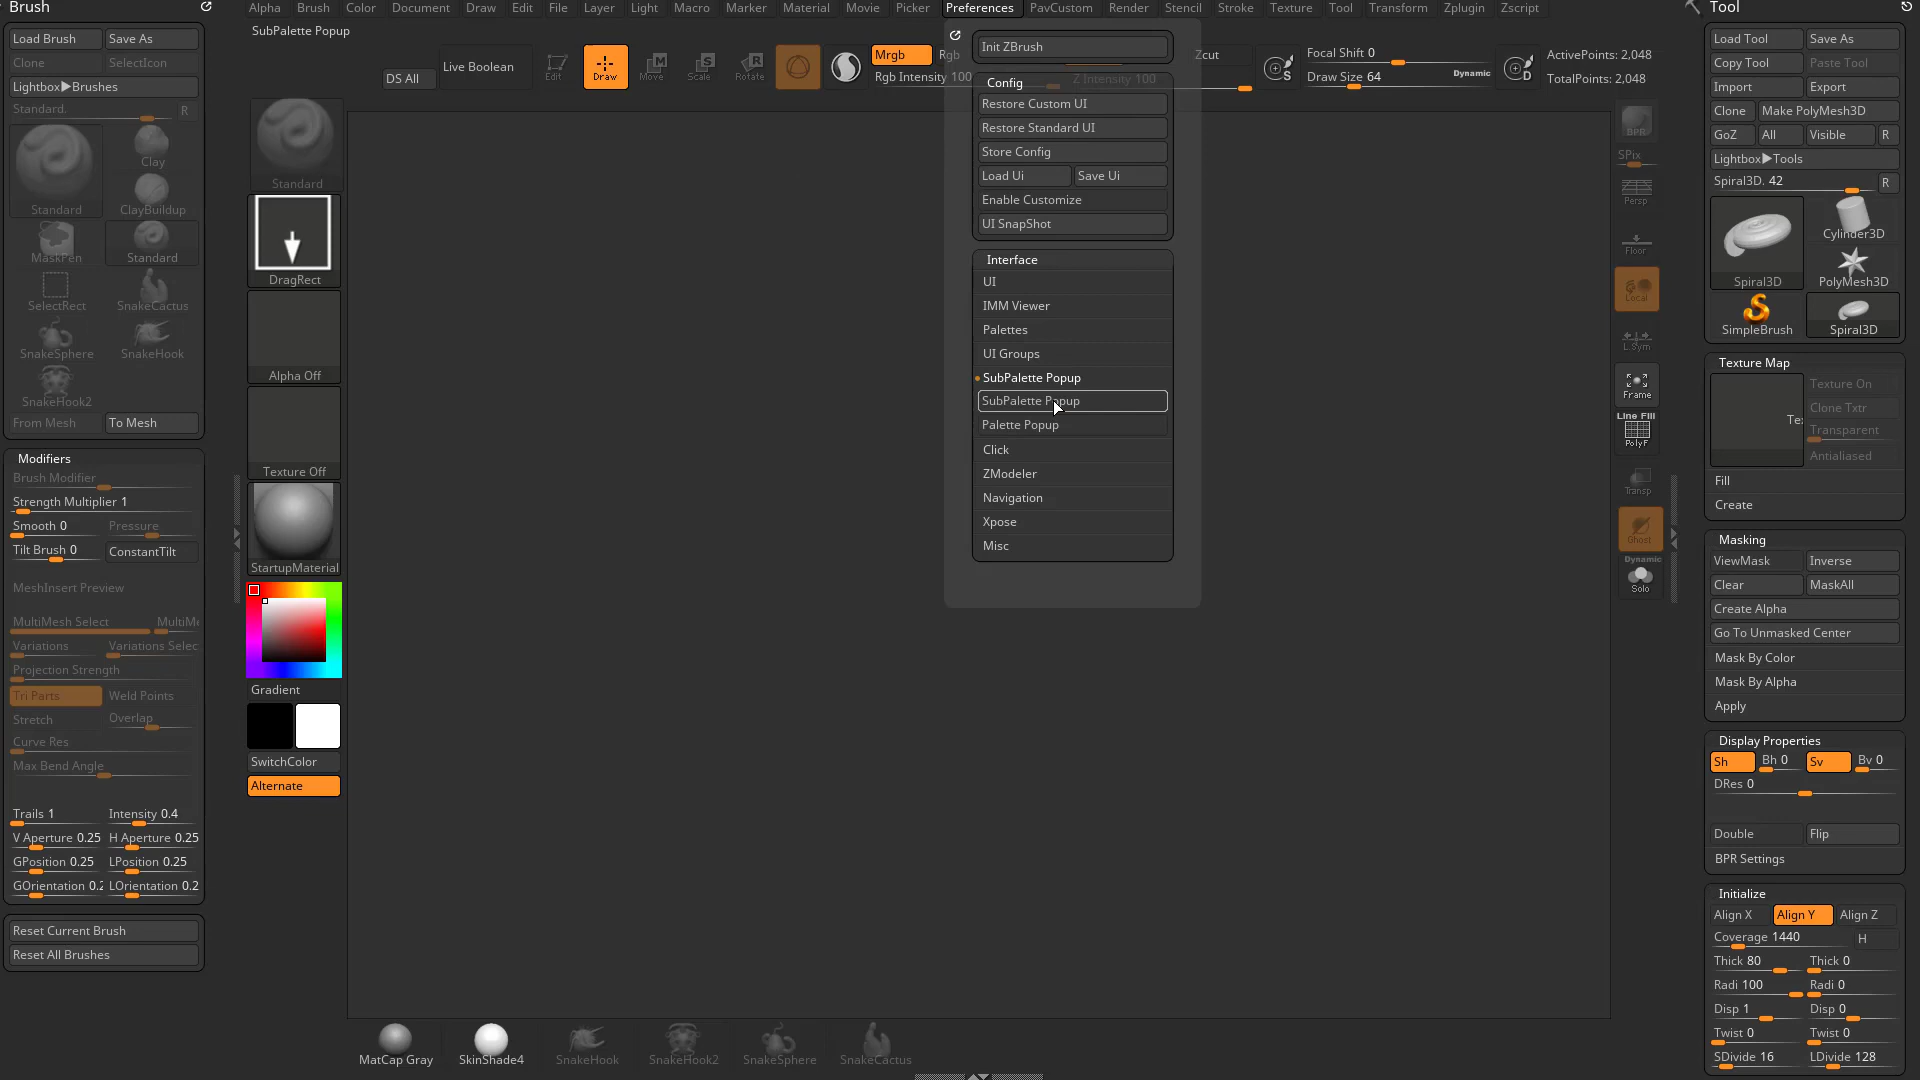 Brush
Alpha Brush Color Document Draw Edit File Layer Light Macro Marker Material Movie Picker Preferences PavCustom Render Stencil Stroke Texture Tool Transform Zplugin Zscript
Tool
SubPalette Popup
Load Brush Save As
Clone SelectIcon
Lightbox▶Brushes
Standard. R
Standard
Clay
ClayBuildup
MaskPen
Standard
SelectRect
SnakeCactus
SnakeSphere
SnakeHook
SnakeHook2
From Mesh To Mesh
Modifiers
Brush Modifier
Strength Multiplier 1
Smooth 0 Pressure
Tilt Brush 0 ConstantTilt
MeshInsert Preview
MultiMesh Select
Variations Variations Selec
Projection Strength
Tri Parts Weld Points
Stretch Overlap
Curve Res
Max Bend Angle
Trails 1 Intensity 0.4
V Aperture 0.25 H Aperture 0.25
GPosition 0.25 LPosition 0.25
GOrientation 0.2 LOrientation 0.2
Reset Current Brush
Reset All Brushes
DS All
Live Boolean
Edit
Draw
Move
Scale
Rotate
Mrgb Rgb
Rgb Intensity 100
Z Intensity 100
Zcut
Focal Shift 0
Draw Size 64 Dynamic
S
D
ActivePoints: 2,048
TotalPoints: 2,048
Standard
DragRect
Alpha Off
Texture Off
StartupMaterial
Gradient
SwitchColor
Alternate
Init ZBrush
Config
Restore Custom UI
Restore Standard UI
Store Config
Load Ui Save Ui
Enable Customize
UI SnapShot
Interface
UI
IMM Viewer
Palettes
UI Groups
SubPalette Popup
SubPalette Popup
Palette Popup
Click
ZModeler
Navigation
Xpose
Misc
BPR
SPix
Persp
Floor
Local
L.Sym
Frame
Line Fill
PolyF
Transp
Ghost
Dynamic
Solo
Load Tool Save As
Copy Tool Paste Tool
Import Export
Clone Make PolyMesh3D
GoZ All Visible R
Lightbox▶Tools
Spiral3D. 42 R
Spiral3D
Cylinder3D
PolyMesh3D
SimpleBrush
Spiral3D
Texture Map
Texture On
Clone Txtr
Transparent
Antialiased
Fill
Create
Masking
ViewMask Inverse
Clear MaskAll
Create Alpha
Go To Unmasked Center
Mask By Color
Mask By Alpha
Apply
Display Properties
Sh Bh 0 Sv Bv 0
DRes 0
Double Flip
BPR Settings
Initialize
Align X Align Y Align Z
Coverage 1440 H
Thick 80 Thick 0
Radi 100 Radi 0
Disp 1 Disp 0
Twist 0 Twist 0
SDivide 16 LDivide 128
MatCap Gray
SkinShade4
SnakeHook
SnakeHook2
SnakeSphere
SnakeCactus